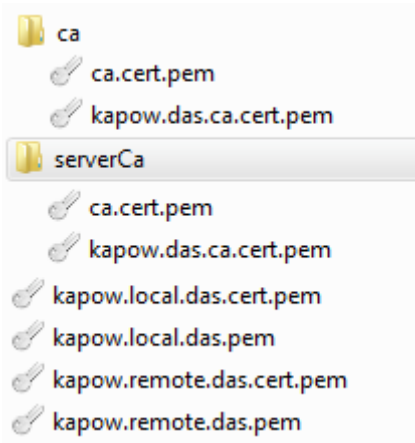 ca
ca.cert.pem
kapow.das.ca.cert.pem
serverCa
ca.cert.pem
kapow.das.ca.cert.pem
kapow.local.das.cert.pem
kapow.local.das.pem
kapow.remote.das.cert.pem
kapow.remote.das.pem